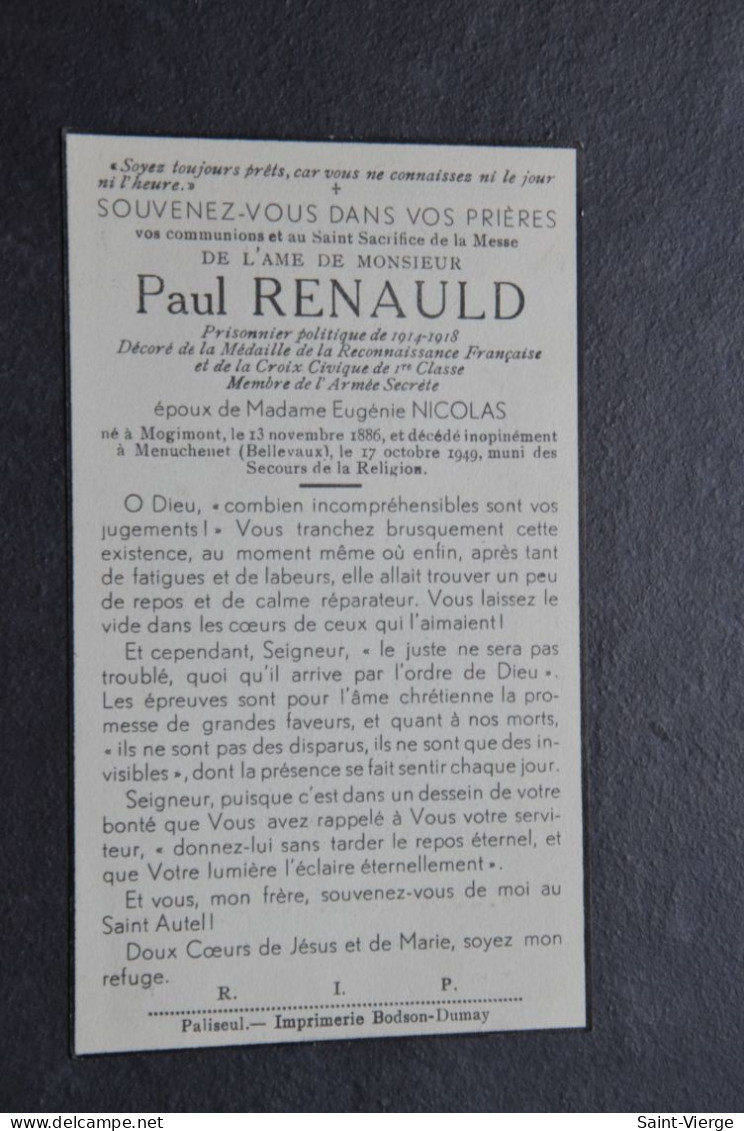 «Soyez toujours prêts, car vous ne connaissez ni le jour
ni l'heure.»
+
SOUVENEZ-VOUS DANS VOS PRIÈRES
vos communions et au Saint Sacrifice de la Messe
DE L'AME DE MONSIEUR
Paul RENAULD
Prisonnier politique de 1914-1918
Décoré de la Médaille de la Reconnaissance Française
et de la Croix Civique de 1re Classe
Membre de l'Armée Secrète
époux de Madame Eugénie NICOLAS
né à Mogimont, le 13 novembre 1886, et décédé inopinément
à Menuchenet (Bellevaux), le 17 octobre 1949, muni des
Secours de la Religion.
O Dieu, « combien incompréhensibles sont vos
jugements ! » Vous tranchez brusquement cette
existence, au moment même où enfin, après tant
de fatigues et de labeurs, elle allait trouver un peu
de repos et de calme réparateur. Vous laissez le
vide dans les cœurs de ceux qui l'aimaient !
Et cependant, Seigneur, « le juste ne sera pas
troublé, quoi qu'il arrive par l'ordre de Dieu ».
Les épreuves sont pour l'âme chrétienne la pro-
messe de grandes faveurs, et quant à nos morts,
« ils ne sont pas des disparus, ils ne sont que des in-
visibles », dont la présence se fait sentir chaque jour.
Seigneur, puisque c'est dans un dessein de votre
bonté que Vous avez rappelé à Vous votre servi-
teur, « donnez-lui sans tarder le repos éternel, et
que Votre lumière l'éclaire éternellement ».
Et vous, mon frère, souvenez-vous de moi au
Saint Autel !
Doux Cœurs de Jésus et de Marie, soyez mon
refuge.
R. I. P.
Paliseul.— Imprimerie Bodson-Dumay
Saint-Vierge